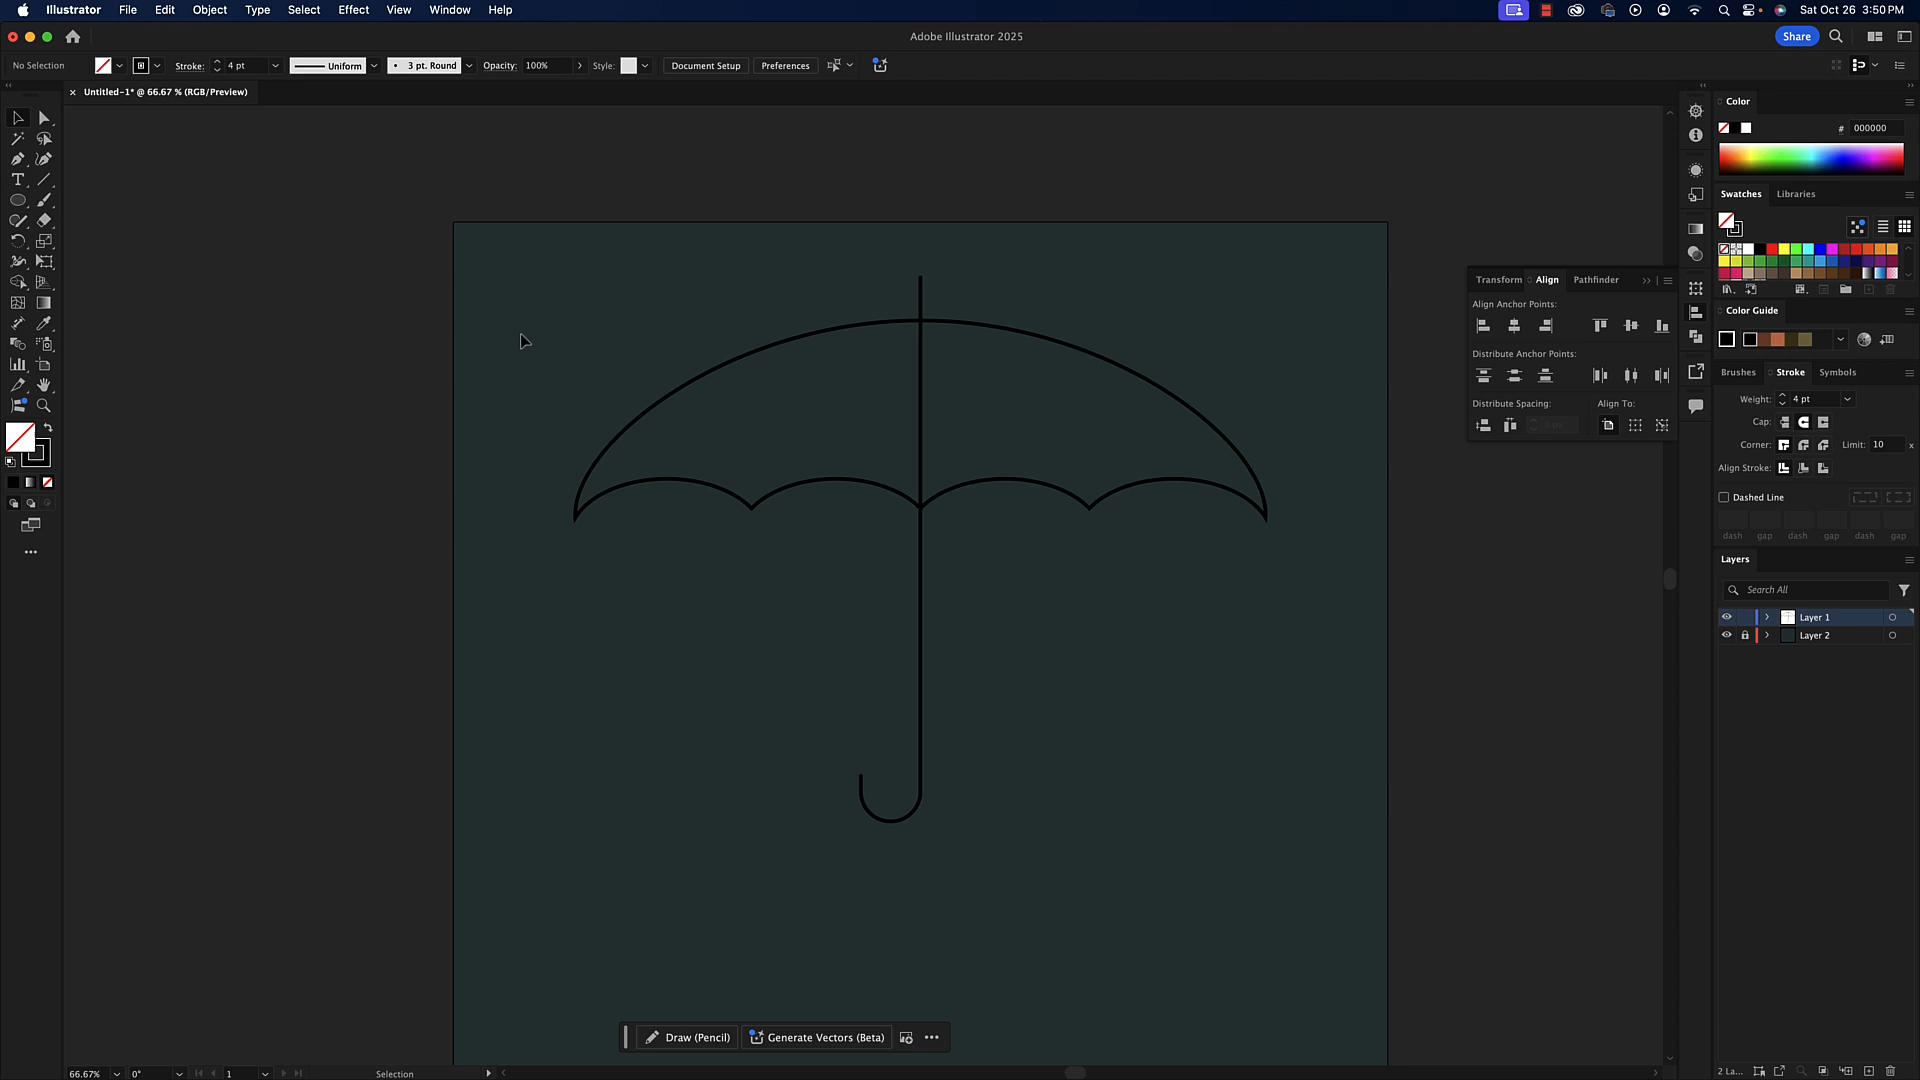 Illustrator File Edit Object Type Select Effect View Window Help Sat Oct 26 3:50 PM
Adobe Illustrator 2025 Share
No Selection Stroke: 4 pt Uniform 3 pt. Round Opacity: 100% Style: Document Setup Preferences
Untitled-1* @ 66.67 % (RGB/Preview)
Color
# 000000
Swatches Libraries
Transform Align Pathfinder
Align Anchor Points:
Distribute Anchor Points:
Distribute Spacing: Align To:
Color Guide
Brushes Stroke Symbols
Weight: 4 pt
Cap:
Corner: Limit: 10 x
Align Stroke:
Dashed Line
dash gap dash gap dash gap
Layers
Search All
Layer 1
Layer 2
Draw (Pencil) Generate Vectors (Beta)
66.67% 0° 1 Selection
2 La...